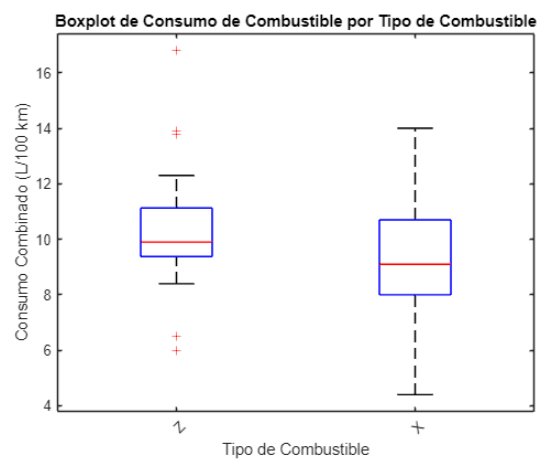 Boxplot de Consumo de Combustible por Tipo de Combustible
Consumo Combinado (L/100 km)
16
14
12
10
8
6
4
Z
X
Tipo de Combustible